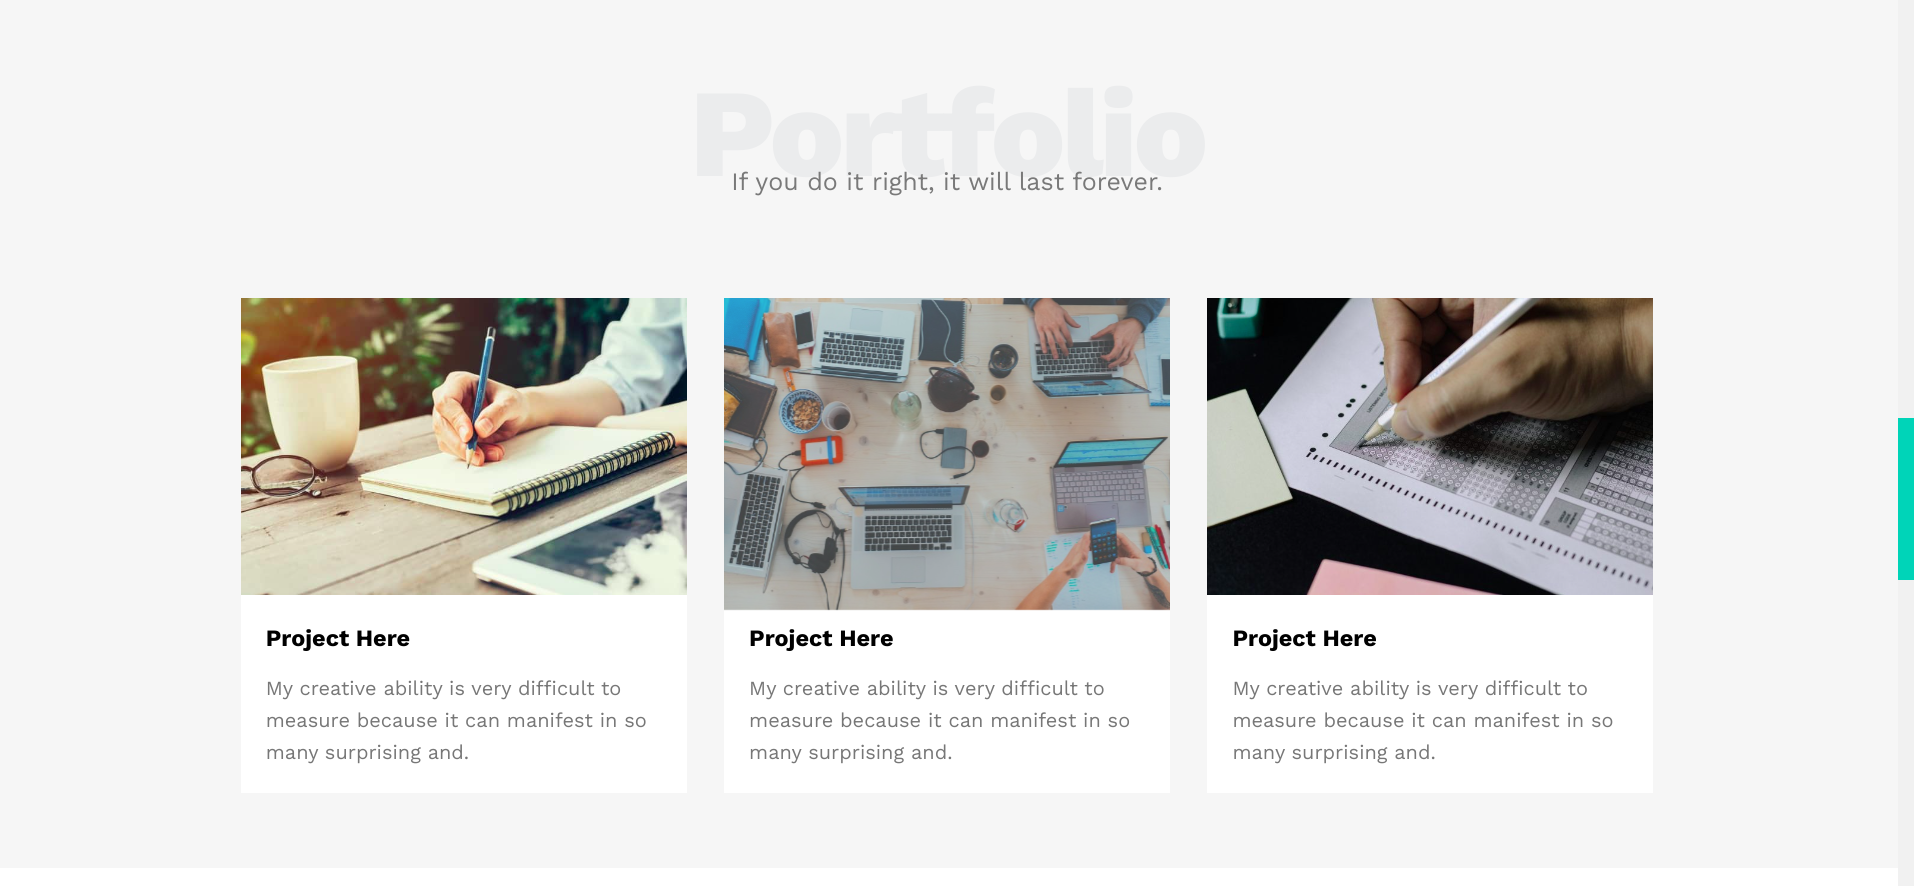 Portfolio
If you do it right, it will last forever.
Project Here
My creative ability is very difficult to
measure because it can manifest in so
many surprising and.
Project Here
My creative ability is very difficult to
measure because it can manifest in so
many surprising and.
Project Here
My creative ability is very difficult to
measure because it can manifest in so
many surprising and.